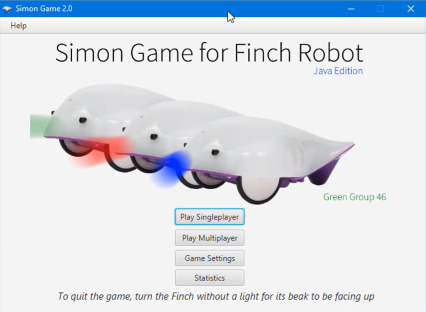 Simon Game 2.0
Help
Simon Game for Finch Robot
Java Edition
Green Group 46
Play Singleplayer
Play Multiplayer
Game Settings
Statistics
To quit the game, turn the Finch without a light for its beak to be facing up